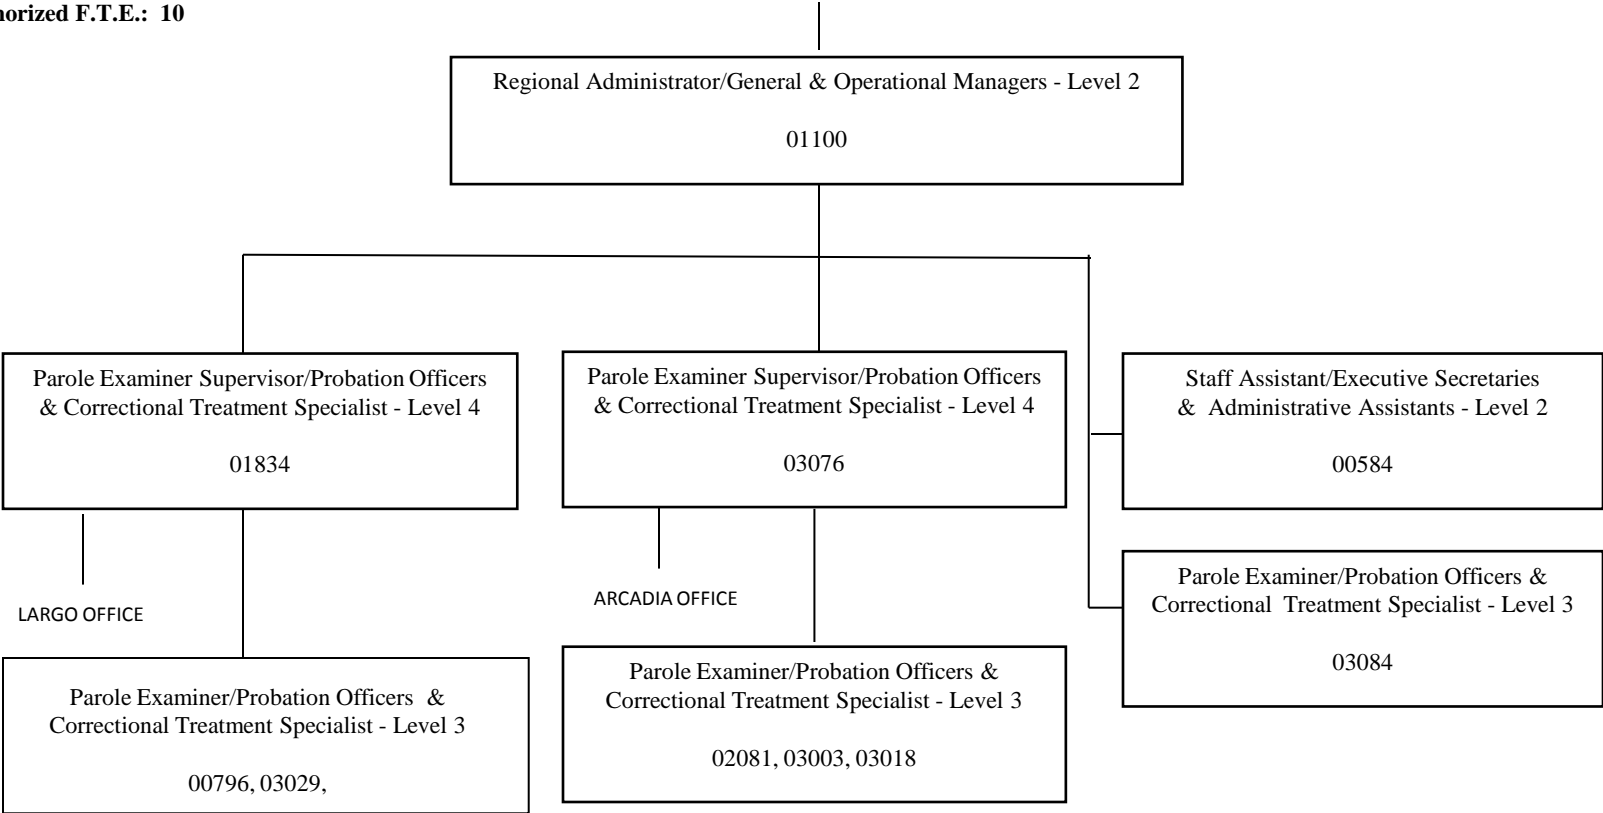 horized F.T.E.: 10
Regional Administrator/General & Operational Managers - Level 2
01100
Parole Examiner Supervisor/Probation Officers
& Correctional Treatment Specialist - Level 4
01834
Parole Examiner Supervisor/Probation Officers
& Correctional Treatment Specialist - Level 4
03076
Staff Assistant/Executive Secretaries
& Administrative Assistants - Level 2
00584
LARGO OFFICE
ARCADIA OFFICE
Parole Examiner/Probation Officers &
Correctional Treatment Specialist - Level 3
03084
Parole Examiner/Probation Officers &
Correctional Treatment Specialist - Level 3
00796, 03029,
Parole Examiner/Probation Officers &
Correctional Treatment Specialist - Level 3
02081, 03003, 03018